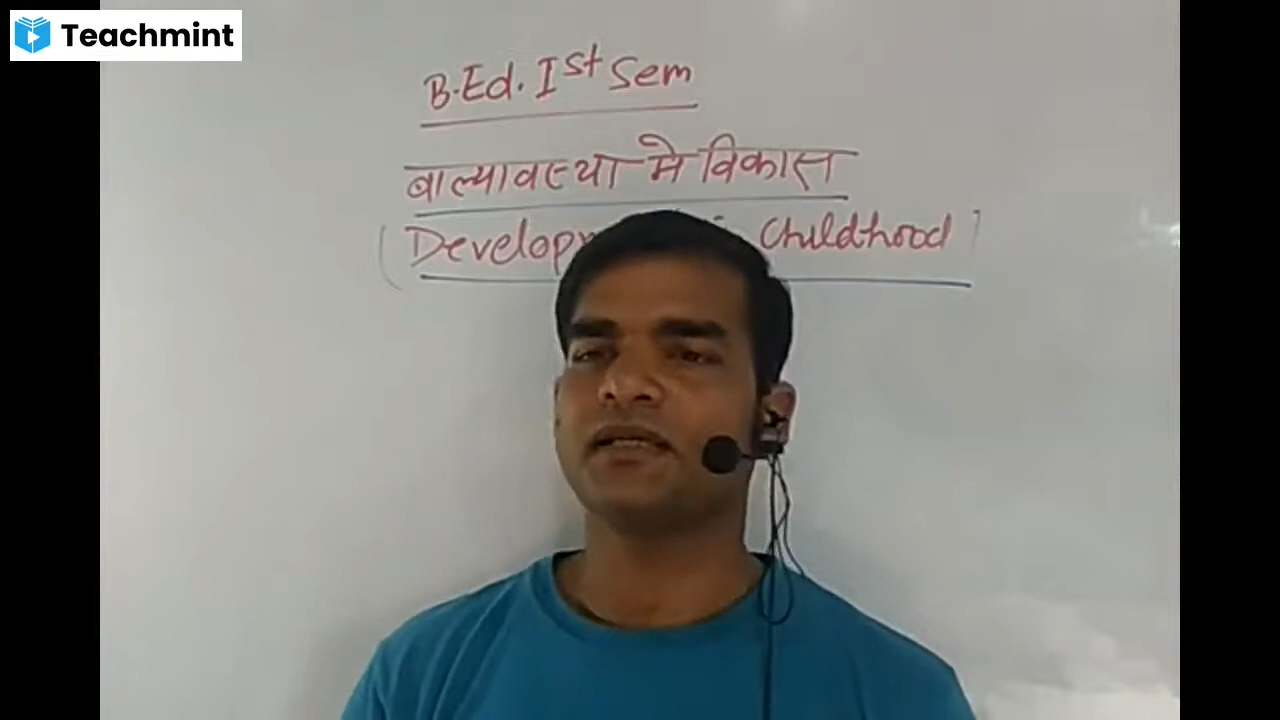 Teachmint
B.Ed. Ist Sem
बाल्यावस्था मे विकास
(Develop Childhood)